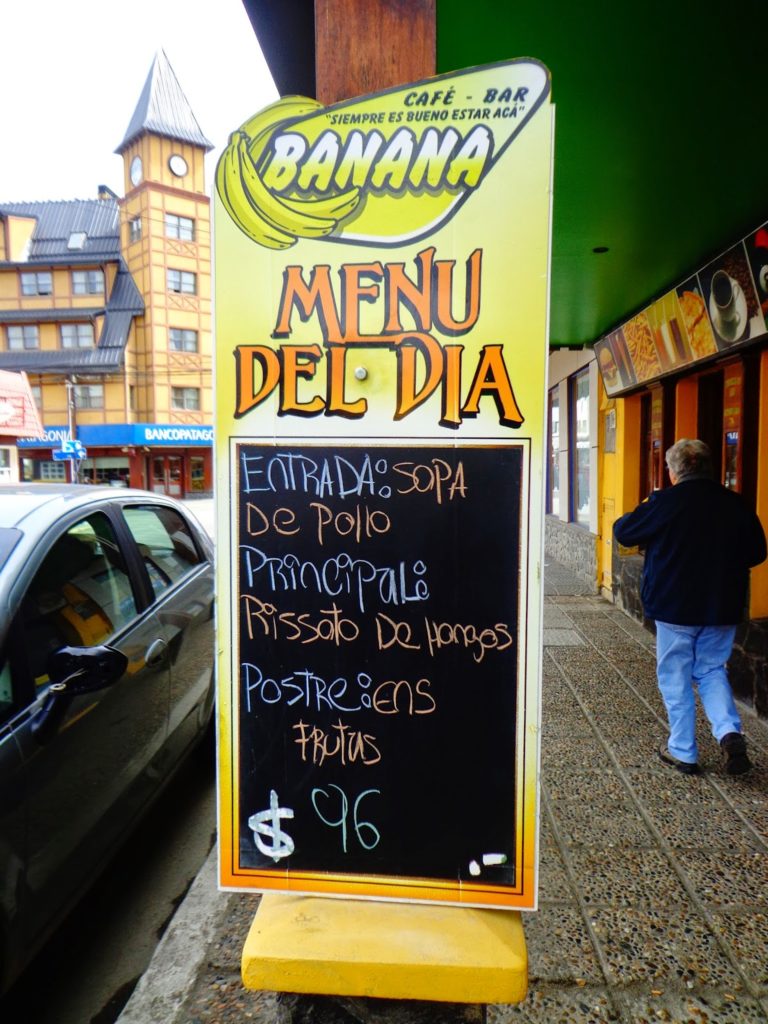 CAFÉ - BAR
"SIEMPRE ES BUENO ESTAR ACÁ"
BANANA
MENU
DEL DIA
ENTRADA: SOPA
De Pollo
Principal:
Rissoto De Hongos
Postre: ENS
FRUTAS
$ 96
.-
BANCOPATAGO